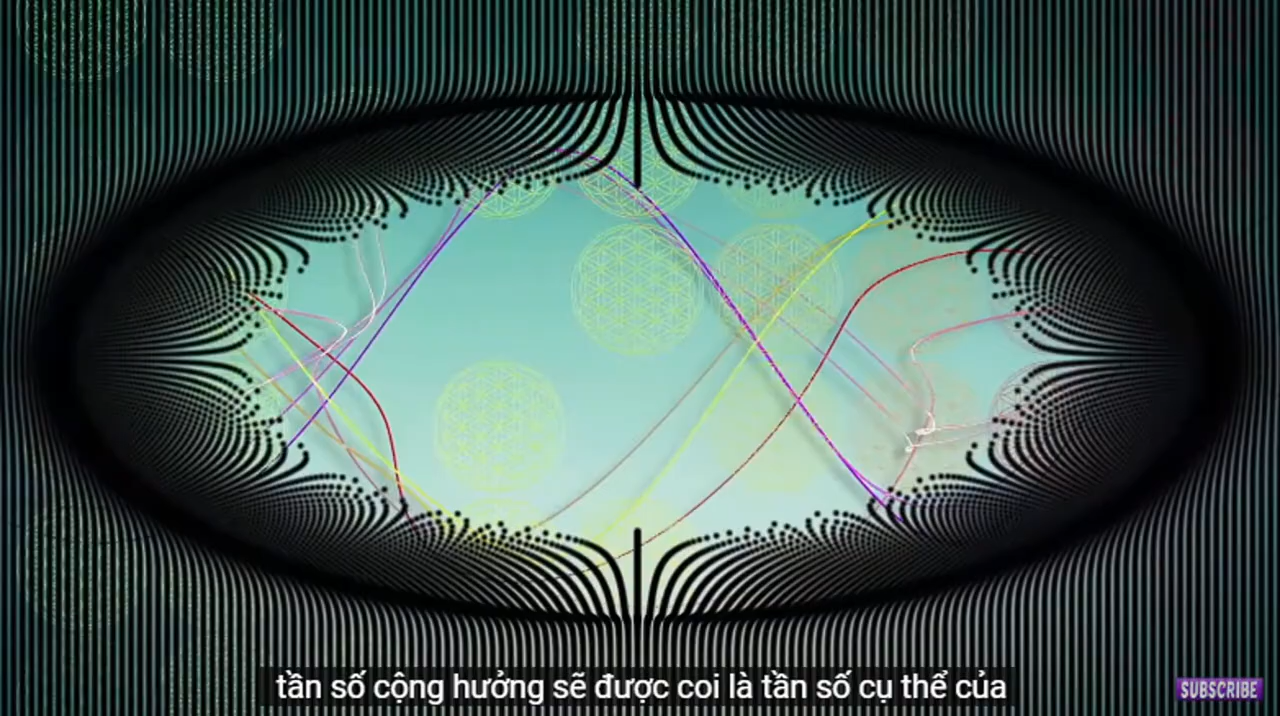 tần số cộng hưởng sẽ được coi là tần số cụ thể của
SUBSCRIBE